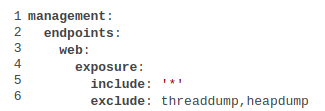 1 management:
2   endpoints:
3     web:
4       exposure:
5         include: '*'
6         exclude: threaddump,heapdump